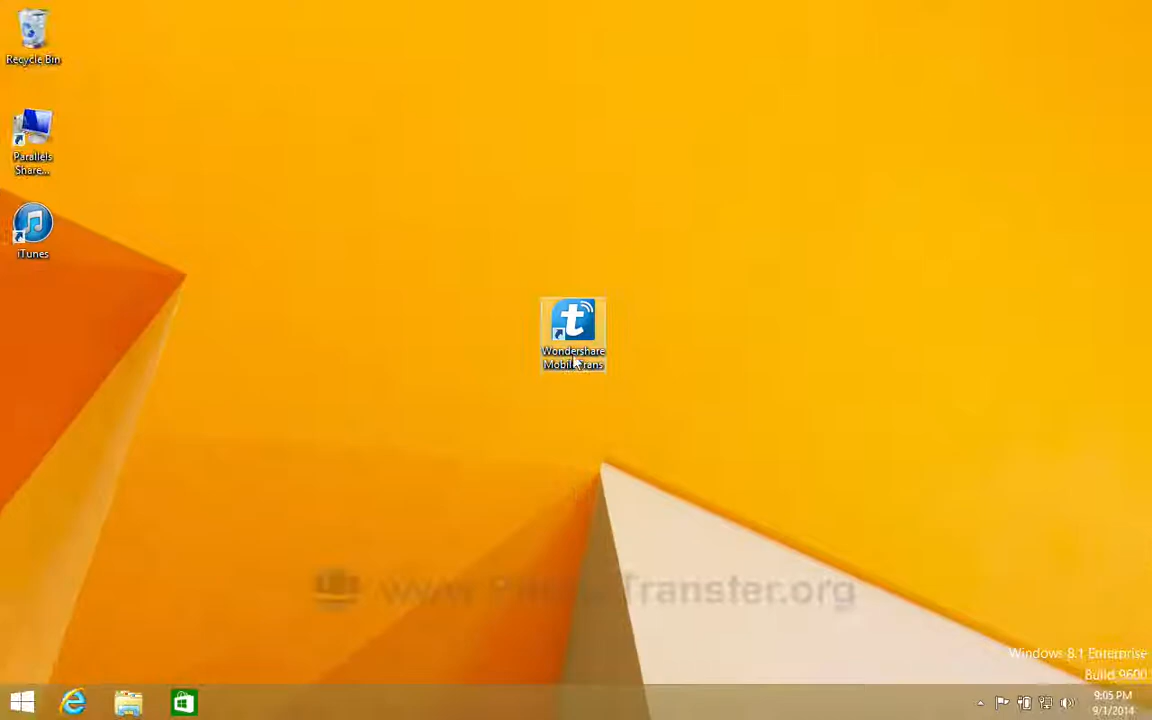 Recycle Bin
Parallels
Share...
iTunes
t
Wondershare
MobileTrans
www.PhoneTransfer.org
Windows 8.1 Enterprise
Build 9600
9:05 PM
9/1/2014